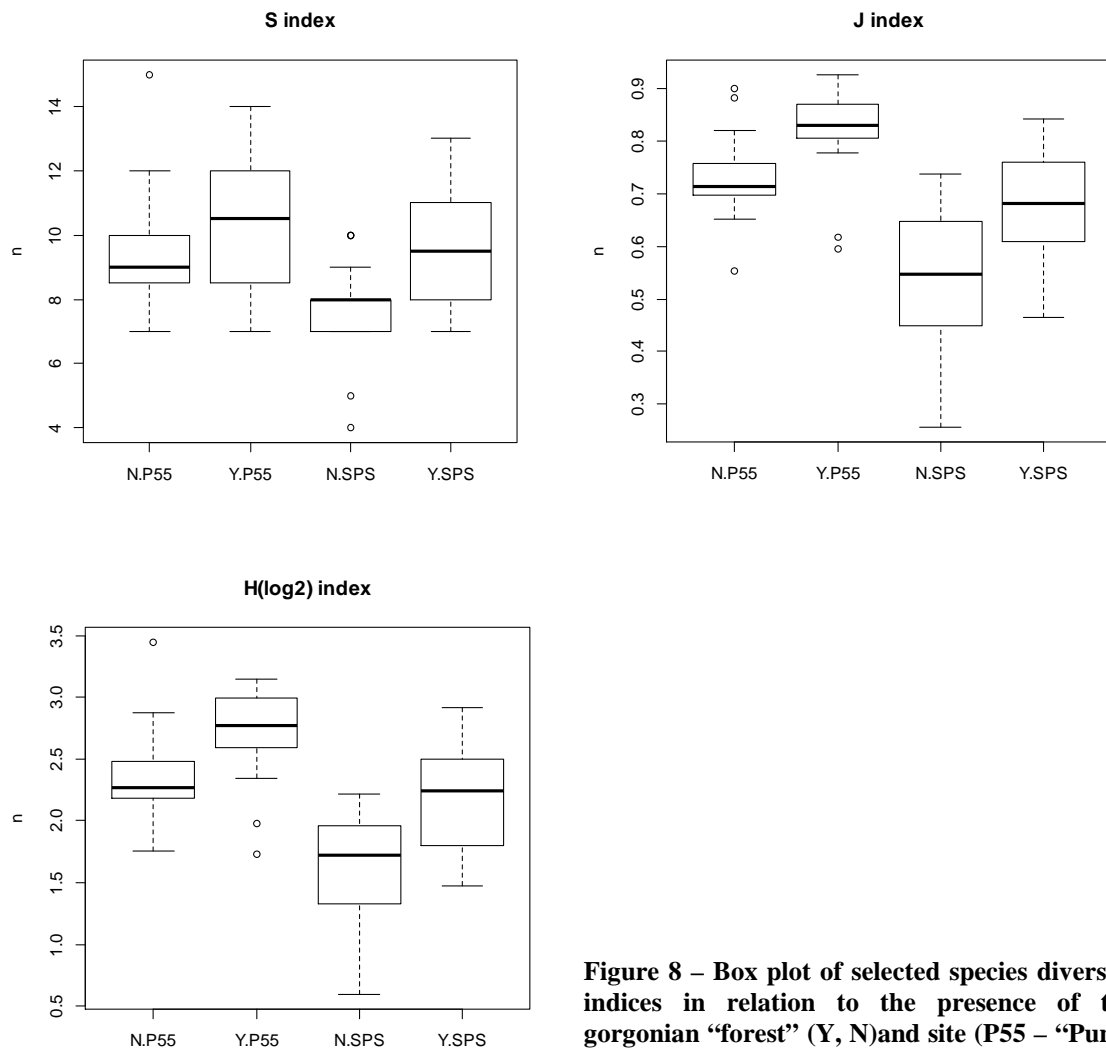 S index
n
14
12
10
8
6
4
N.P55 Y.P55 N.SPS Y.SPS
J index
n
0.9
0.8
0.7
0.6
0.5
0.4
0.3
N.P55 Y.P55 N.SPS Y.SPS
H(log2) index
n
3.5
3.0
2.5
2.0
1.5
1.0
0.5
N.P55 Y.P55 N.SPS Y.SPS
Figure 8 – Box plot of selected species
indices in relation to the presence of
gorgonian “forest” (Y, N)and site (P55 –